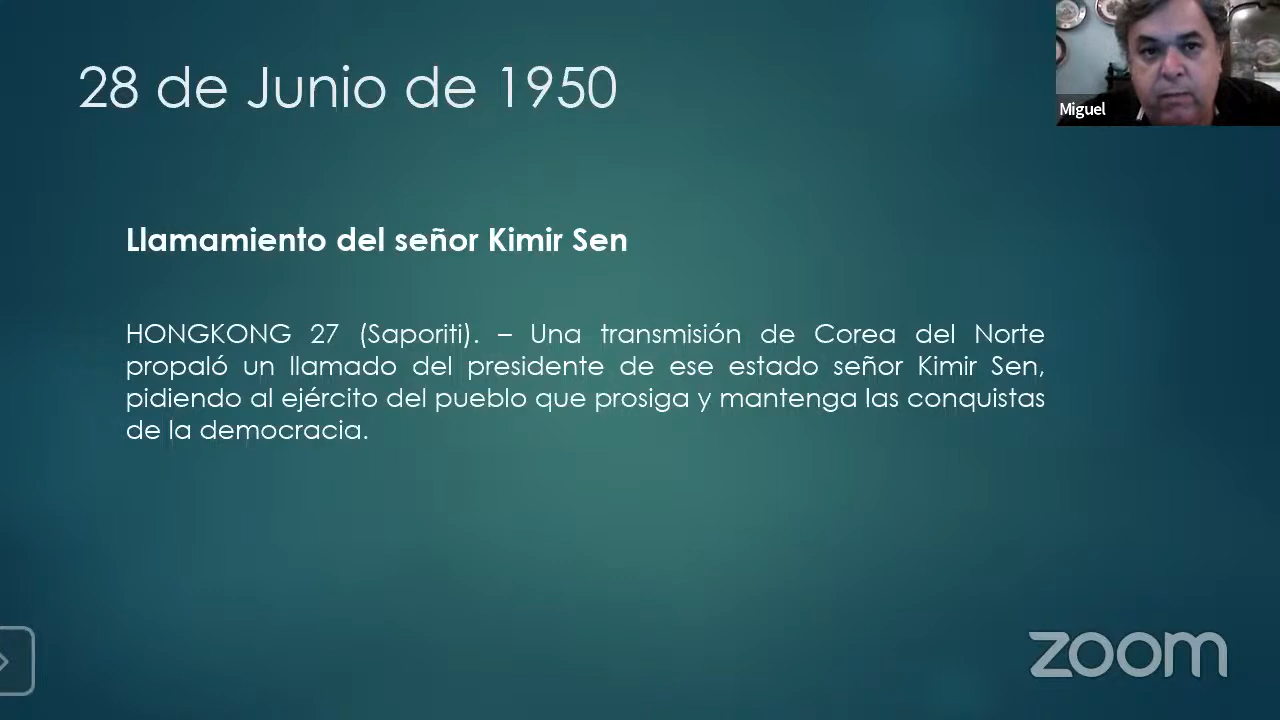 28 de Junio de 1950
Miguel
Llamamiento del señor Kimir Sen
HONGKONG 27 (Saporiti). – Una transmisión de Corea del Norte
propaló un llamado del presidente de ese estado señor Kimir Sen,
pidiendo al ejército del pueblo que prosiga y mantenga las conquistas
de la democracia.
zoom